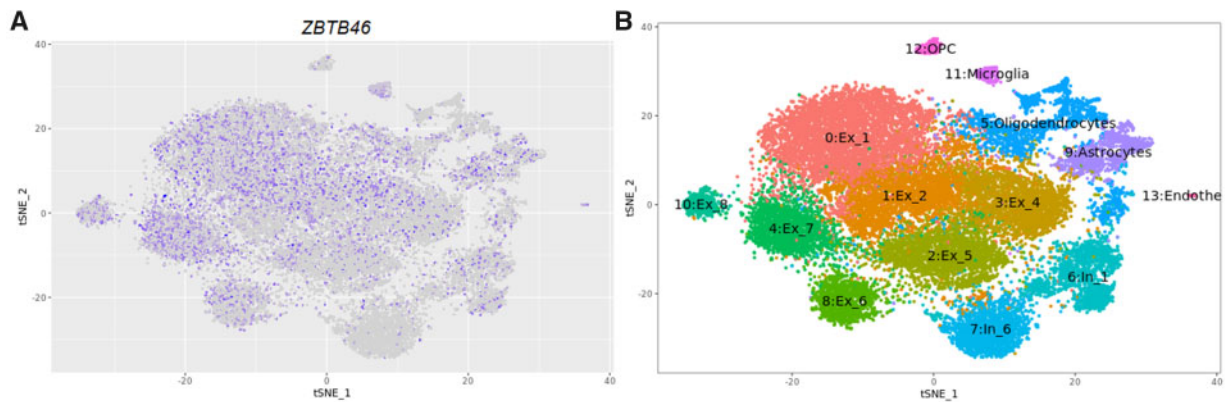 A
ZBTB46
40
20
0
-20
tSNE_2
-20
0
20
40
tSNE_1
B
40
20
0
-20
tSNE_2
12:OPC
11:Microglia
0:Ex_1
5:Oligodendrocytes
9:Astrocytes
1:Ex_2
3:Ex_4
13:Endothe
10:Ex_8
4:Ex_7
2:Ex_5
6:In_1
8:Ex_6
7:In_6
-20
0
20
40
tSNE_1